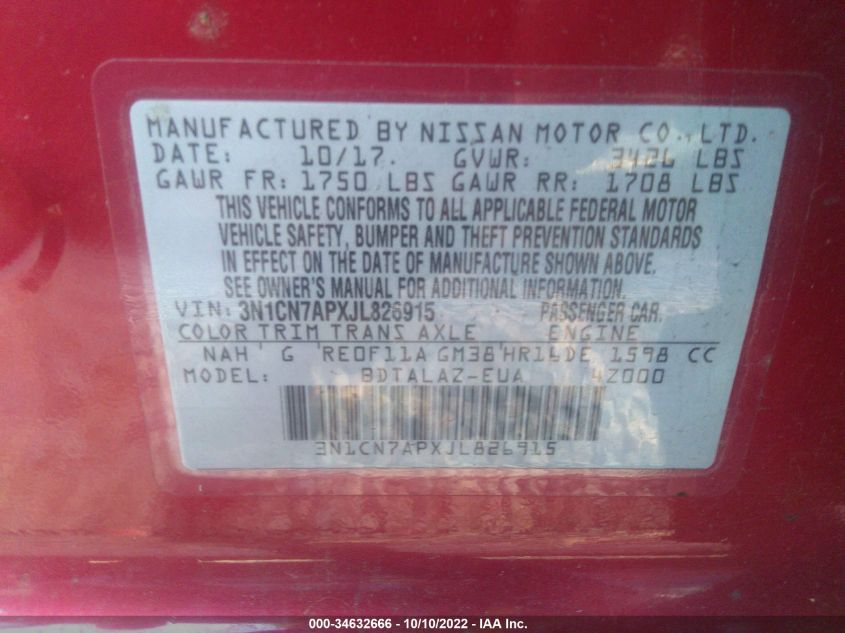 MANUFACTURED BY NISSAN MOTOR CO., LTD.
DATE: 10/17. GVWR: 3426 LBS
GAWR FR: 1750 LBS GAWR RR: 1708 LBS
THIS VEHICLE CONFORMS TO ALL APPLICABLE FEDERAL MOTOR
VEHICLE SAFETY, BUMPER AND THEFT PREVENTION STANDARDS
IN EFFECT ON THE DATE OF MANUFACTURE SHOWN ABOVE.
SEE OWNER'S MANUAL FOR ADDITIONAL INFORMATION.
VIN: 3N1CN7APXJL826915 PASSENGER CAR.
COLOR TRIM TRANS AXLE ENGINE
NAH G RE0F11A GM38 HR16DE 1598 CC
MODEL: BDTALAZ-EUA 4Z000
3N1CN7APXJL826915
000-34632666 - 10/10/2022 - IAA Inc.